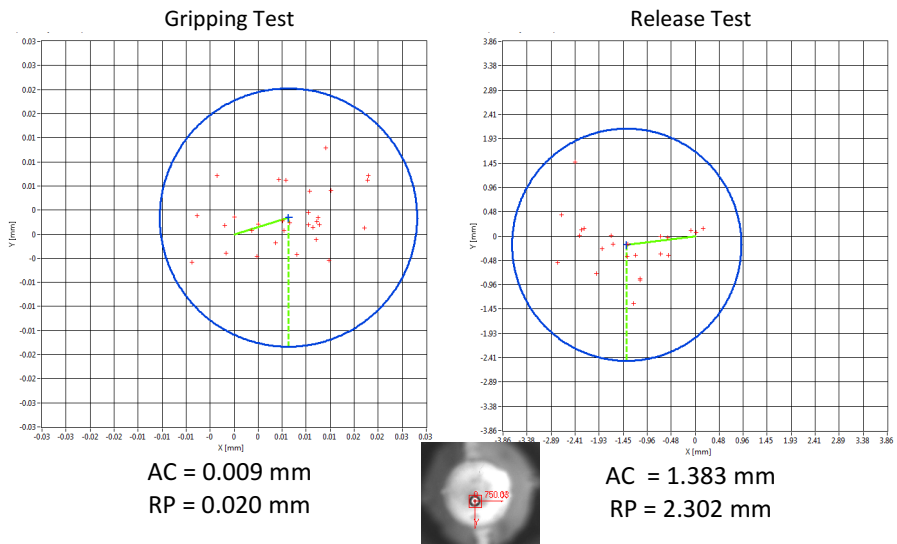 Gripping Test
Release Test
0.03
0.03
0.02
0.02
0.01
0.01
0.01
0
0
-0
-0.01
-0.01
-0.01
-0.02
-0.02
-0.03
-0.03
Y [mm]
-0.03 -0.03 -0.02 -0.02 -0.01 -0.01 -0.01 -0 0 0 0.01 0.01 0.01 0.02 0.02 0.03 0.03
X [mm]
3.86
3.38
2.89
2.41
1.93
1.45
0.96
0.48
0
-0.48
-0.96
-1.45
-1.93
-2.41
-2.89
-3.38
-3.86
Y [mm]
-3.86 -3.38 -2.89 -2.41 -1.93 -1.45 -0.96 -0.48 0 0.48 0.96 1.45 1.93 2.41 2.89 3.38 3.86
X [mm]
AC = 0.009 mm
RP = 0.020 mm
AC = 1.383 mm
RP = 2.302 mm